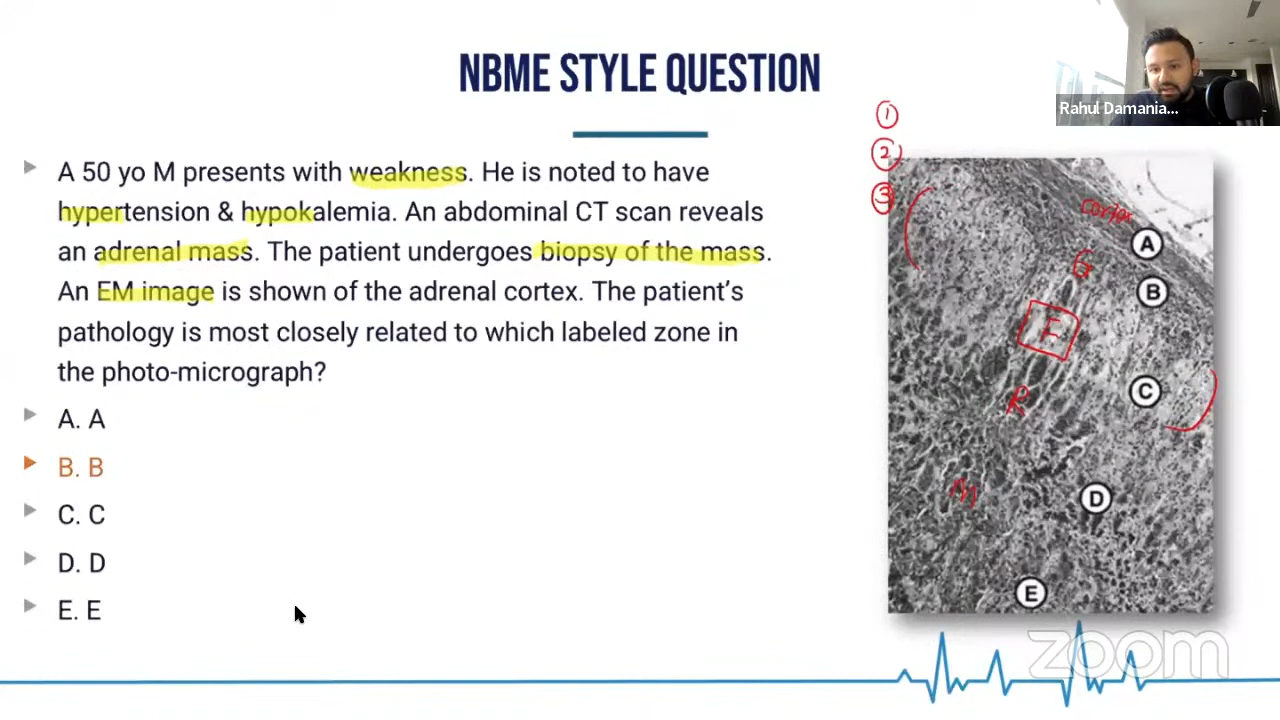 NBME STYLE QUESTION
Rahul Damania...
A 50 yo M presents with weakness. He is noted to have
hypertension & hypokalemia. An abdominal CT scan reveals
an adrenal mass. The patient undergoes biopsy of the mass.
An EM image is shown of the adrenal cortex. The patient's
pathology is most closely related to which labeled zone in
the photo-micrograph?
A. A
B. B
C. C
D. D
E. E
1
2
3
cortex
A
G
B
F
C
R
M
D
E
zoom